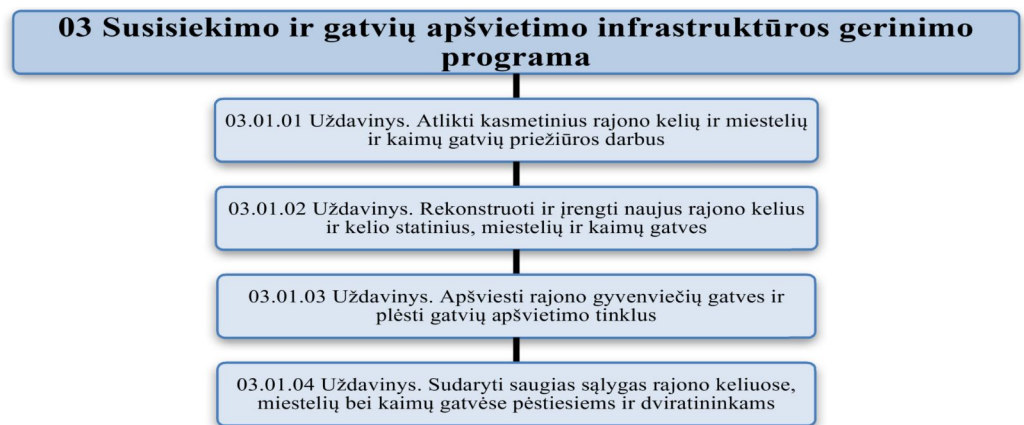 03 Susisiekimo ir gatvių apšvietimo infrastruktūros gerinimo
programa
03.01.01 Uždavinys. Atlikti kasmetinius rajono kelių ir miestelių
ir kaimų gatvių priežiūros darbus
03.01.02 Uždavinys. Rekonstruoti ir įrengti naujus rajono kelius
ir kelio statinius, miestelių ir kaimų gatves
03.01.03 Uždavinys. Apšviesti rajono gyvenviečių gatves ir
plėsti gatvių apšvietimo tinklus
03.01.04 Uždavinys. Sudaryti saugias sąlygas rajono keliuose,
miestelių bei kaimų gatvėse pėstiesiems ir dviratininkams